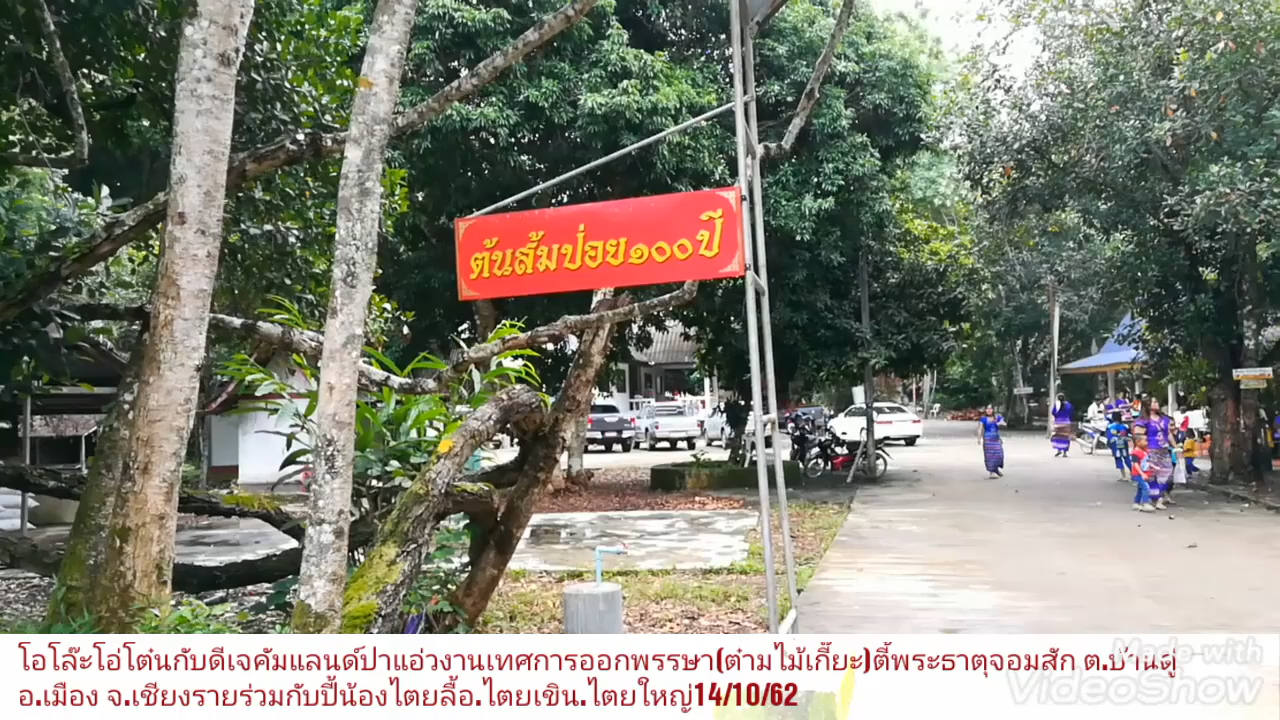 ต้นส้มป่อย๑๐๐ปี
โอโล๊ะโอ่โต๋นกับดีเจคัมแลนด์ปาแอ่วงานเทศการออกพรรษา(ต๋ามไม้เกี๊ยะ)ตี้พระธาตุจอมสัก ต.บ้านดู่
อ.เมือง จ.เชียงรายร่วมกับปี้น้องไตยลื้อ.ไตยเขิน.ไตยใหญ่14/10/62
Made with
VideoShow